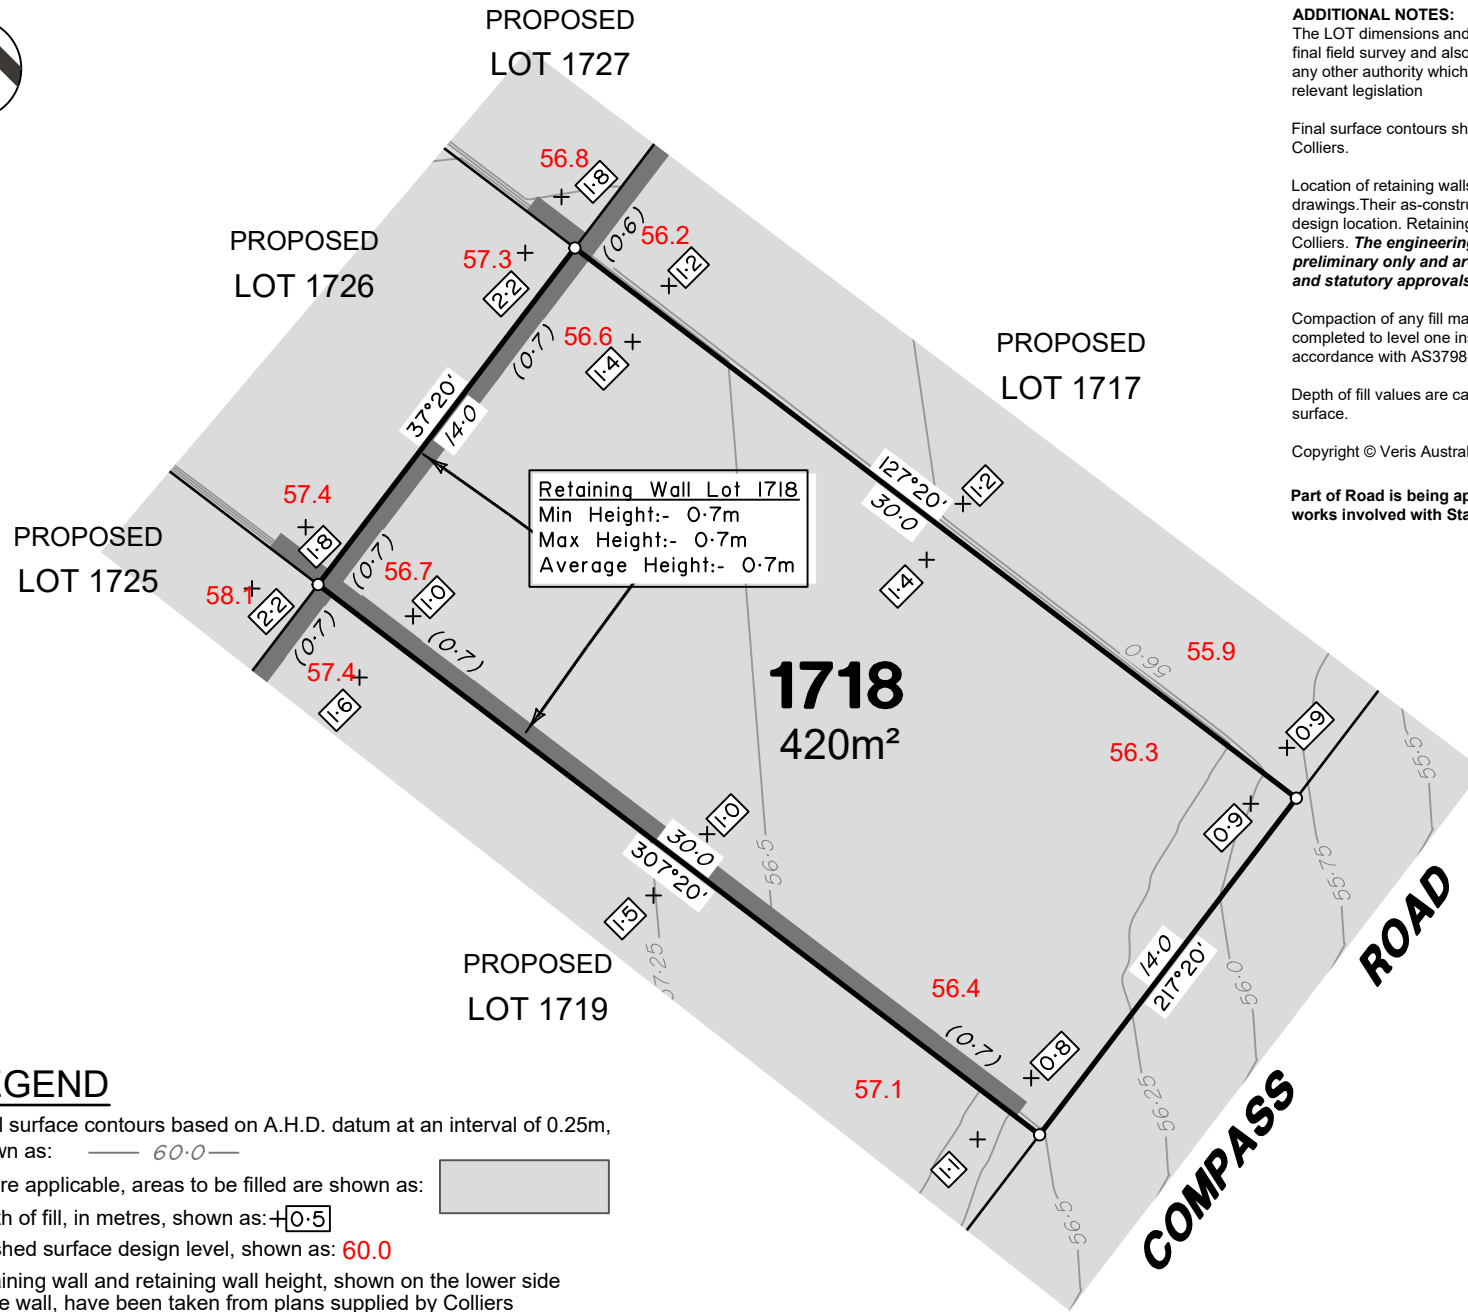 PROPOSED
LOT 1727
ADDITIONAL NOTES:
The LOT dimensions and
final field survey and also
any other authority which
relevant legislation
Final surface contours sh
Colliers.
Location of retaining walls
drawings.Their as-constru
design location. Retaining
Colliers. The engineering
preliminary only and ar
and statutory approvals
Compaction of any fill ma
completed to level one ins
accordance with AS3798
Depth of fill values are ca
surface.
Copyright © Veris Austral
Part of Road is being ap
works involved with Sta
56.8
1·8
(0·6)
56.2
1·2
PROPOSED
LOT 1726
57.3
2·2
(0·7)
56.6
1·4
PROPOSED
LOT 1717
37°20'
14·0
127°20'
30·0
1·2
1·4
Retaining Wall Lot 1718
Min Height:- 0·7m
Max Height:- 0·7m
Average Height:- 0·7m
57.4
1·8
PROPOSED
LOT 1725
58.1
2·2
(0·7)
56.7
1·0
(0·7)
(0·7)
57.4
1·6
1718
420m²
56.0
55.9
56.3
0·9
0·9
55·5
55·75
1·0
30·0
307°20'
56·5
1·5
57·25
PROPOSED
LOT 1719
56.4
(0·7)
0·8
57.1
1·1
14·0
217°20'
56·0
56·25
56·5
COMPASS ROAD
EGEND
l surface contours based on A.H.D. datum at an interval of 0.25m,
wn as: 60·0
re applicable, areas to be filled are shown as:
th of fill, in metres, shown as:+0·5
shed surface design level, shown as: 60.0
aining wall and retaining wall height, shown on the lower side
e wall, have been taken from plans supplied by Colliers